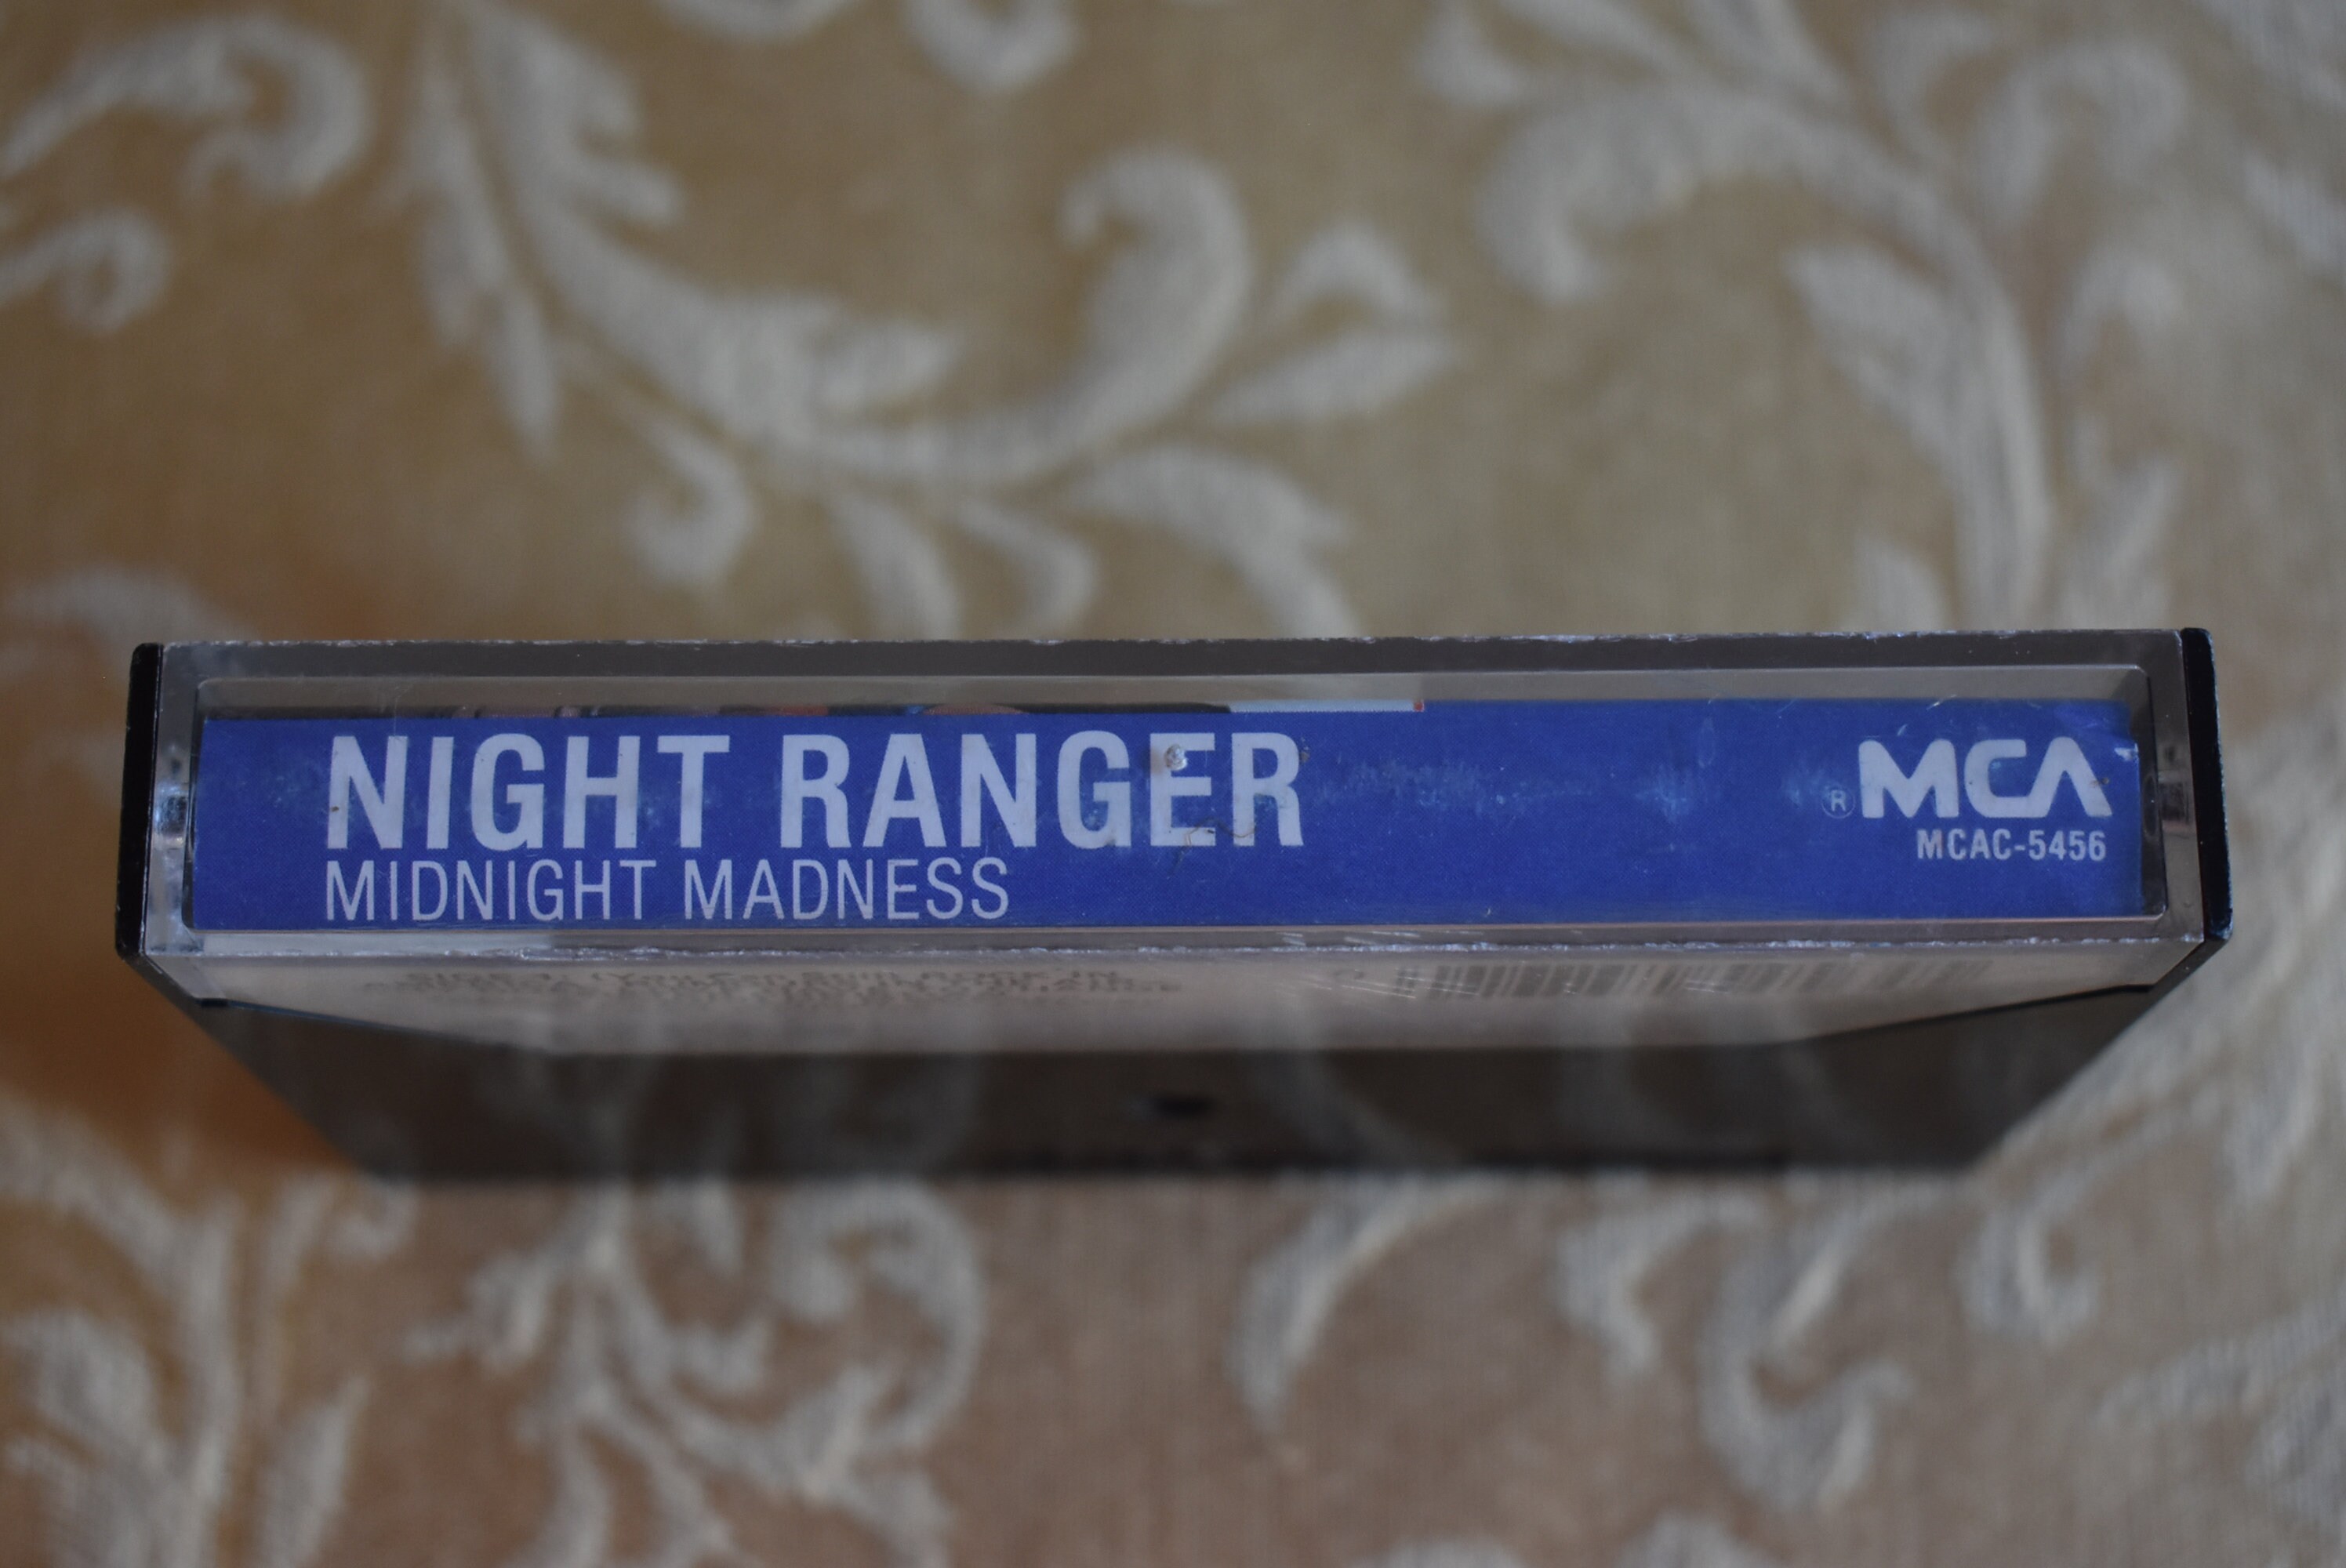 NIGHT RANGER
MIDNIGHT MADNESS
® MCA
MCAC-5456